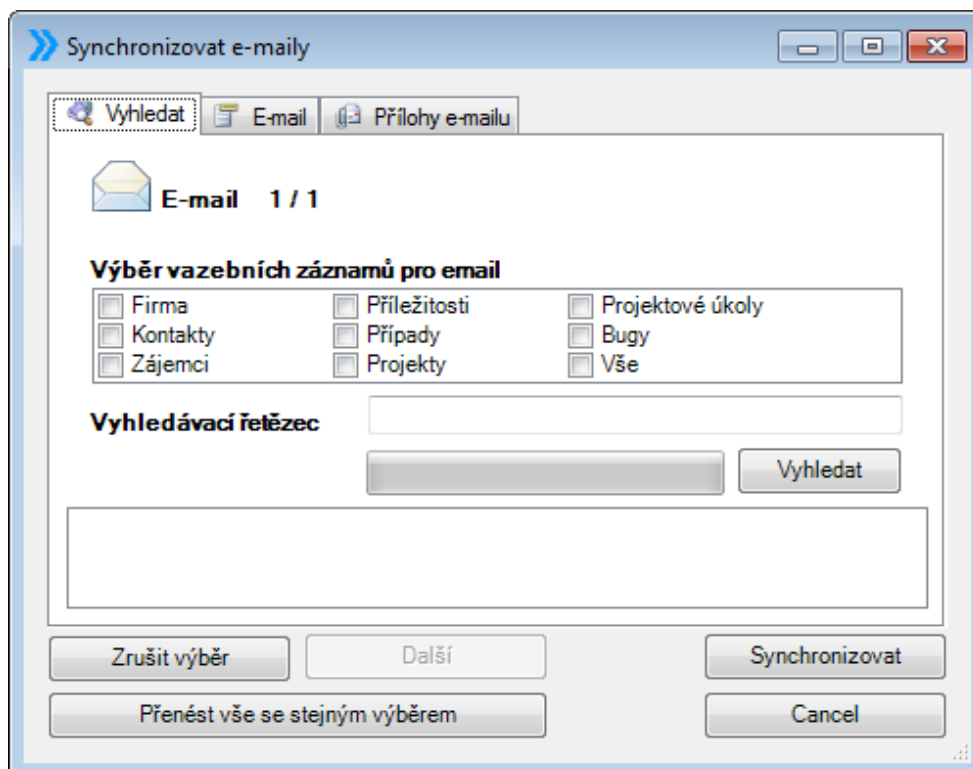 Synchronizovat e-maily
Vyhledat E-mail Přílohy e-mailu
E-mail 1 / 1
Výběr vazebních záznamů pro email
Firma Příležitosti Projektové úkoly
Kontakty Případy Bugy
Zájemci Projekty Vše
Vyhledávací řetězec
Vyhledat
Zrušit výběr Další Synchronizovat
Přenést vše se stejným výběrem Cancel